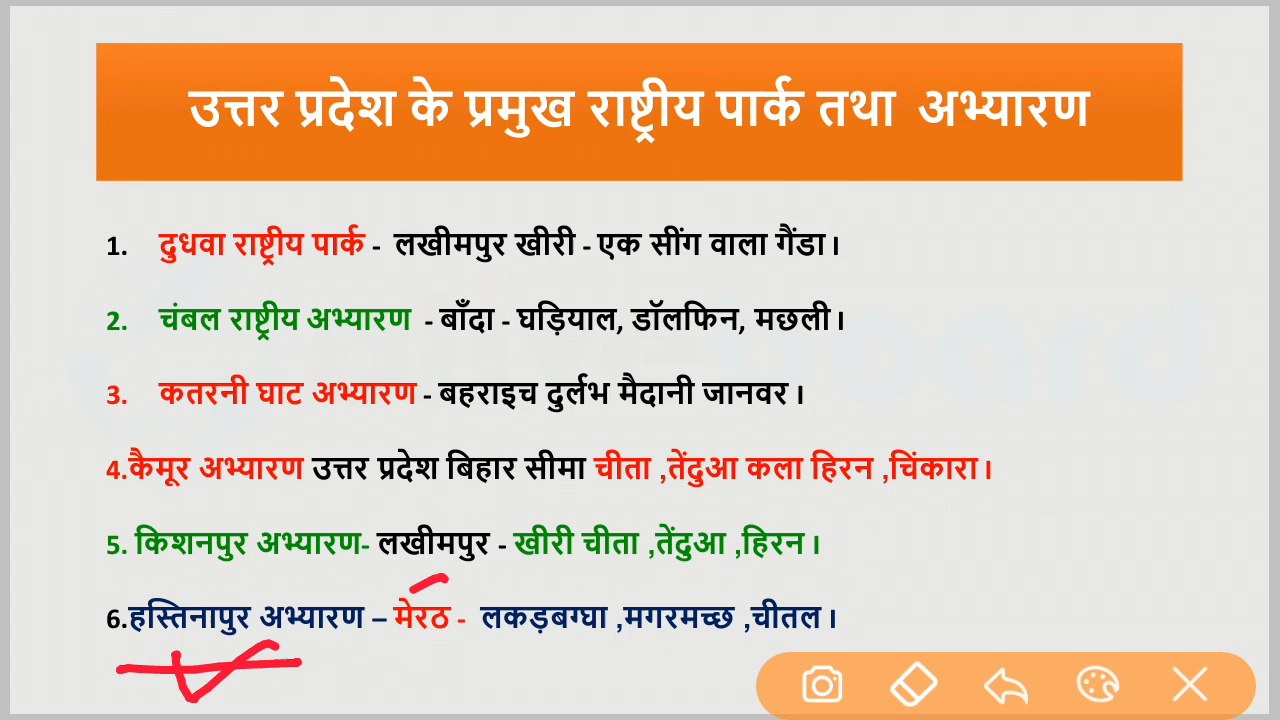 उत्तर प्रदेश के प्रमुख राष्ट्रीय पार्क तथा अभ्यारण
1. दुधवा राष्ट्रीय पार्क - लखीमपुर खीरी - एक सींग वाला गैंडा ।
2. चंबल राष्ट्रीय अभ्यारण - बाँदा - घड़ियाल, डॉलफिन, मछली ।
3. कतरनी घाट अभ्यारण - बहराइच दुर्लभ मैदानी जानवर ।
4.कैमूर अभ्यारण उत्तर प्रदेश बिहार सीमा चीता ,तेंदुआ कला हिरन ,चिंकारा ।
5. किशनपुर अभ्यारण- लखीमपुर - खीरी चीता ,तेंदुआ ,हिरन ।
6.हस्तिनापुर अभ्यारण – मेरठ - लकड़बग्घा ,मगरमच्छ ,चीतल ।